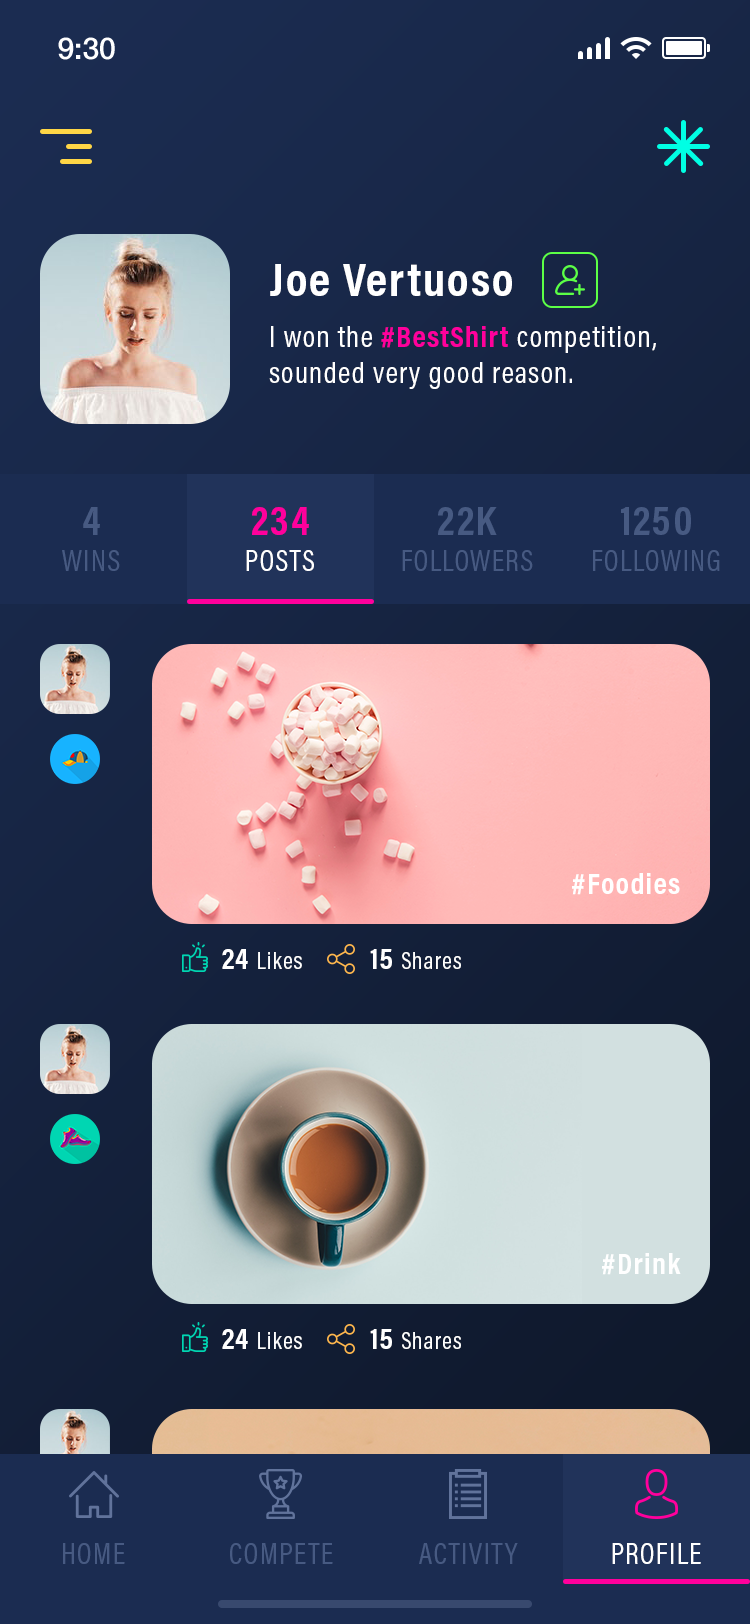 9:30
Joe Vertuoso
I won the #BestShirt competition,
sounded very good reason.
4
WINS
234
POSTS
22K
FOLLOWERS
1250
FOLLOWING
#Foodies
24 Likes 15 Shares
#Drink
24 Likes 15 Shares
HOME
COMPETE
ACTIVITY
PROFILE